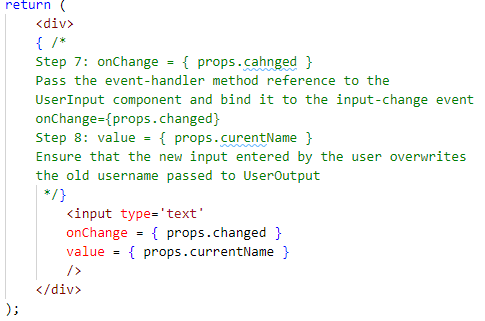 return (
<div>
{ /*
Step 7: onChange = { props.cahnged }
Pass the event-handler method reference to the
UserInput component and bind it to the input-change event
onChange={props.changed}
Step 8: value = { props.curentName }
Ensure that the new input entered by the user overwrites
the old username passed to UserOutput
*/}
<input type='text'
onChange = { props.changed }
value = { props.currentName }
/>
</div>
);